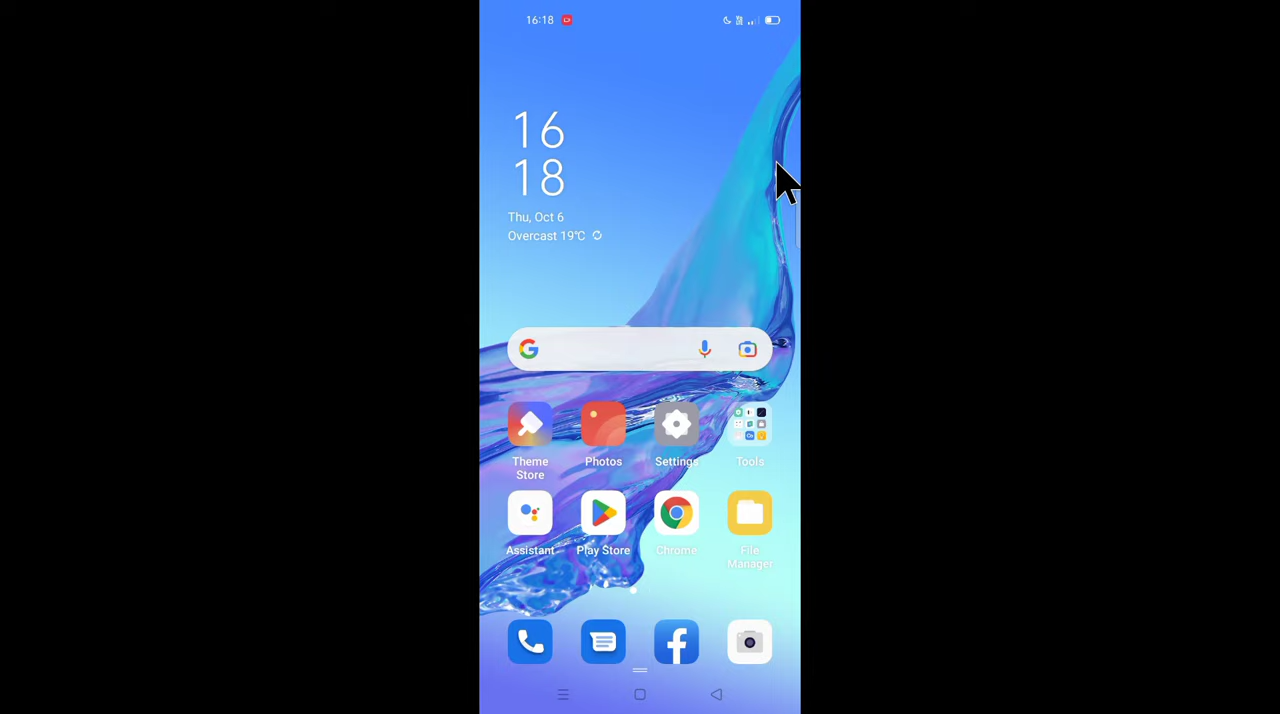 16:18
16
18
Thu, Oct 6
Overcast 19°C
Theme Store
Photos
Settings
Tools
Assistant
Play Store
Chrome
File Manager